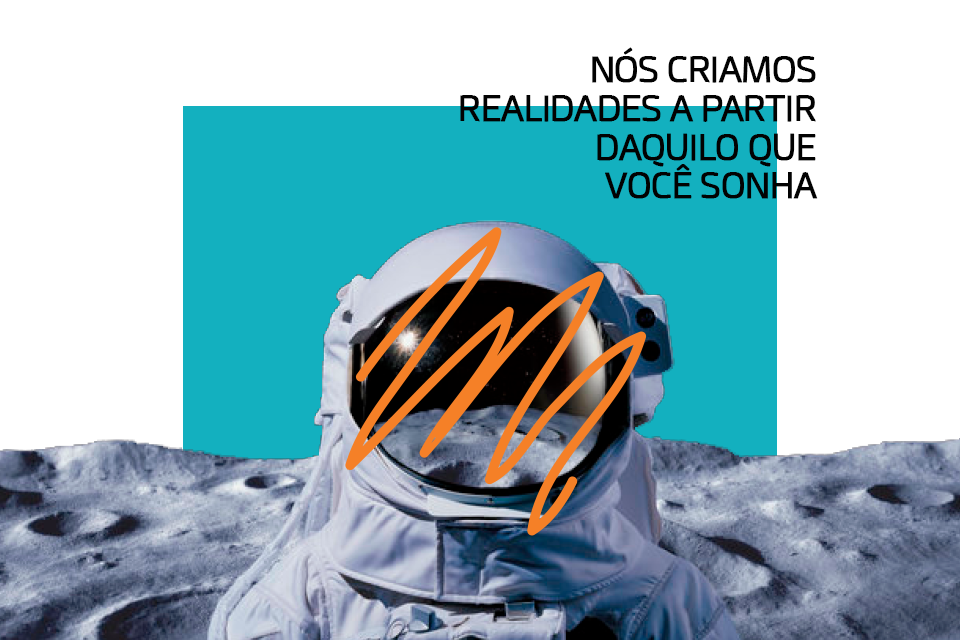 NÓS CRIAMOS
REALIDADES A PARTIR
DAQUILO QUE
VOCÊ SONHA